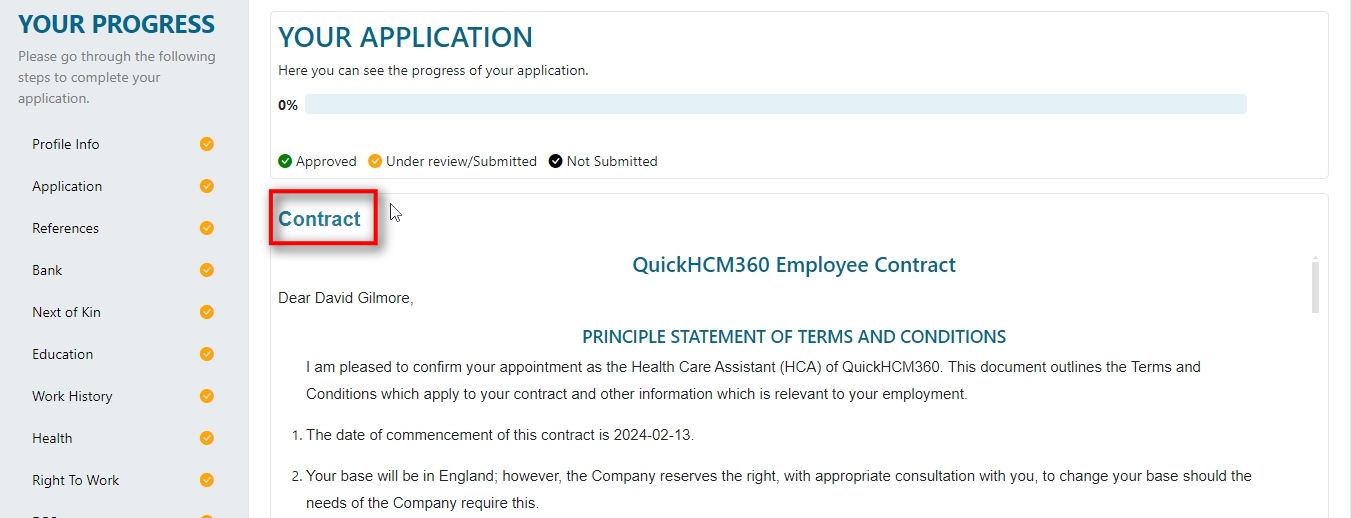 YOUR PROGRESS
Please go through the following
steps to complete your
application.
Profile Info
Application
References
Bank
Next of Kin
Education
Work History
Health
Right To Work
YOUR APPLICATION
Here you can see the progress of your application.
0%
Approved Under review/Submitted Not Submitted
Contract
QuickHCM360 Employee Contract
Dear David Gilmore,
PRINCIPLE STATEMENT OF TERMS AND CONDITIONS
I am pleased to confirm your appointment as the Health Care Assistant (HCA) of QuickHCM360. This document outlines the Terms and
Conditions which apply to your contract and other information which is relevant to your employment.
1. The date of commencement of this contract is 2024-02-13.
2. Your base will be in England; however, the Company reserves the right, with appropriate consultation with you, to change your base should the
needs of the Company require this.